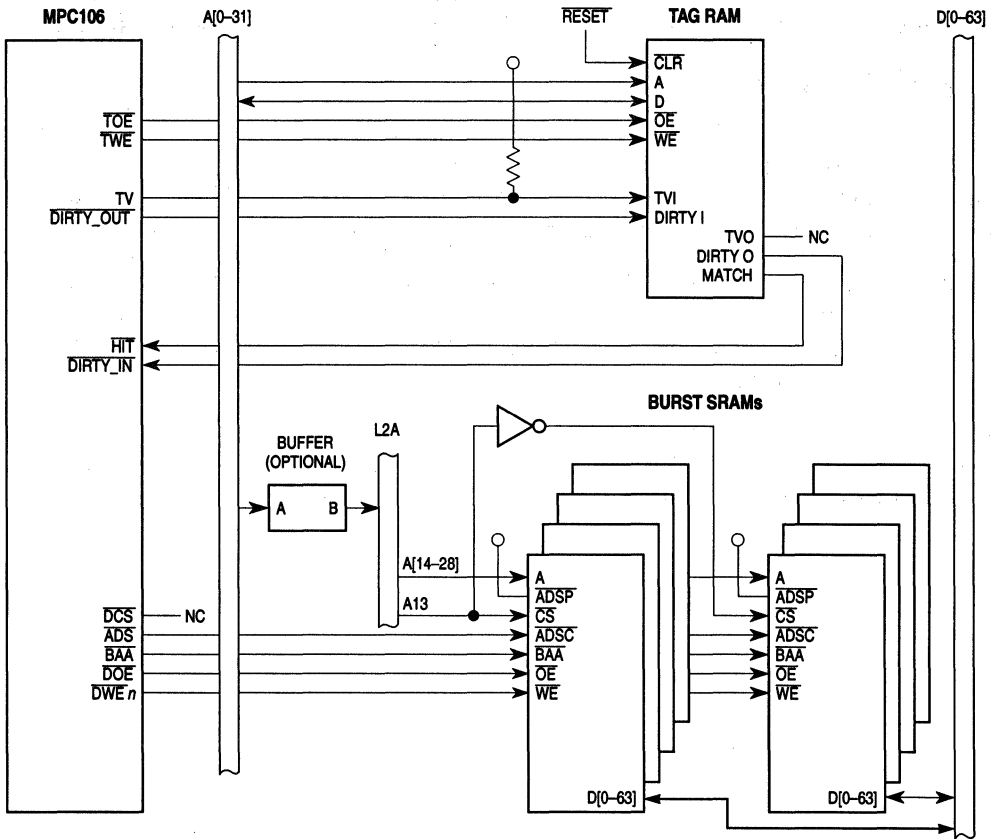 MPC106
A[0–31]
RESET
TAG RAM
D[0–63]
CLR
A
D
TOE
OE
TWE
WE
TV
TVI
DIRTY_OUT
DIRTY I
TVO
NC
DIRTY O
MATCH
HIT
DIRTY_IN
BURST SRAMs
BUFFER
(OPTIONAL)
L2A
A
B
A[14–28]
A
A
ADSP
ADSP
DCS
NC
A13
CS
CS
ADS
ADSC
ADSC
BAA
BAA
BAA
DOE
OE
OE
DWE n
WE
WE
D[0–63]
D[0–63]